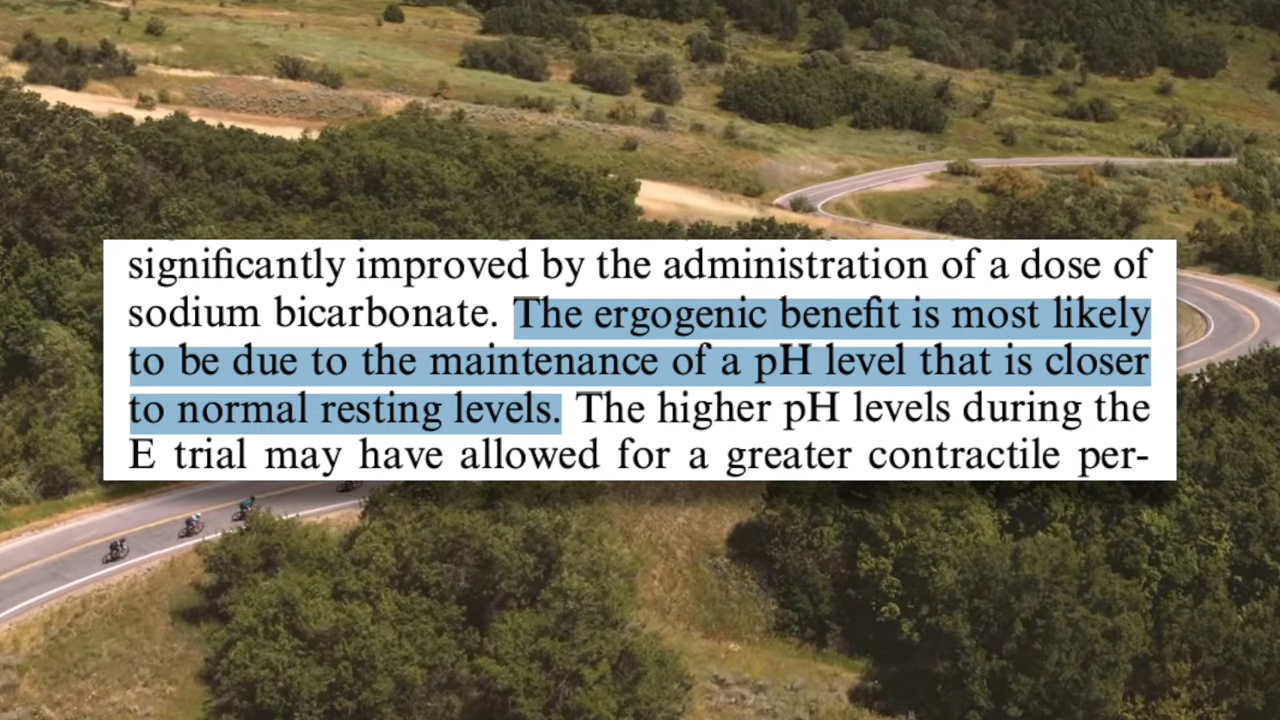 significantly improved by the administration of a dose of
sodium bicarbonate. The ergogenic benefit is most likely
to be due to the maintenance of a pH level that is closer
to normal resting levels. The higher pH levels during the
E trial may have allowed for a greater contractile per-